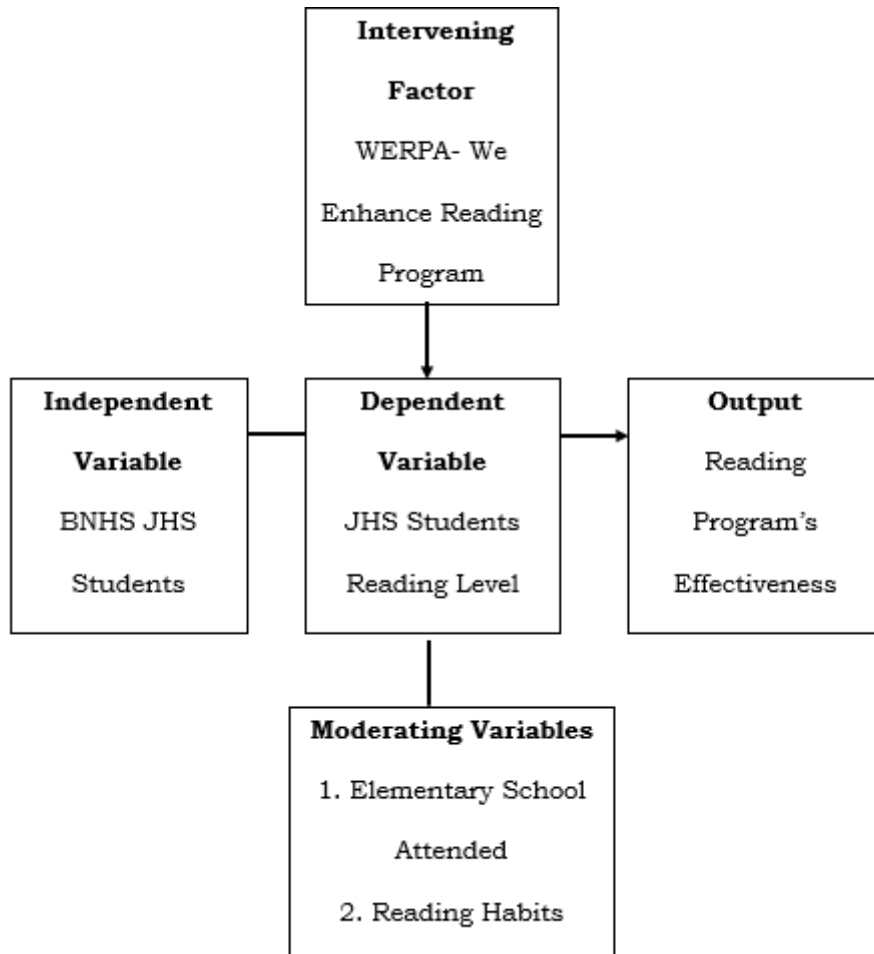 Intervening
Factor
WERPA- We
Enhance Reading
Program
Independent
Variable
BNHS JHS
Students
Dependent
Variable
JHS Students
Reading Level
Output
Reading
Program's
Effectiveness
Moderating Variables
1. Elementary School
Attended
2. Reading Habits